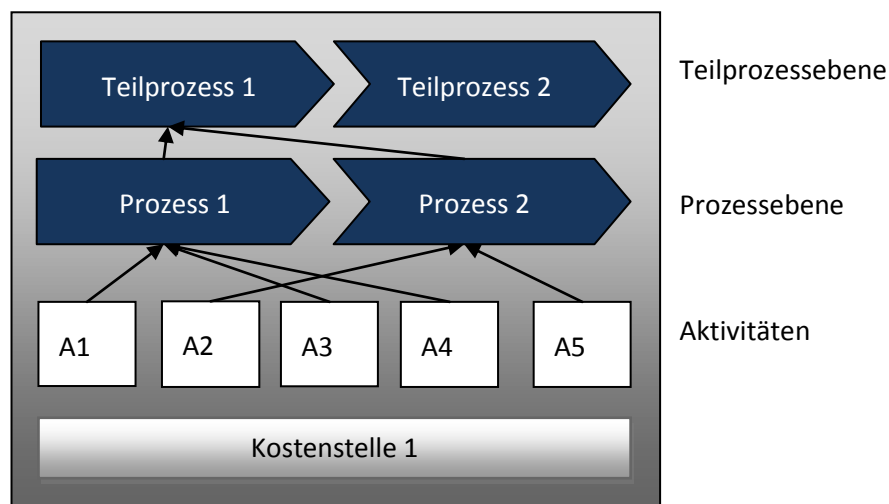 Teilprozess 1
Teilprozess 2
Teilprozessebene
Prozess 1
Prozess 2
Prozessebene
A1
A2
A3
A4
A5
Aktivitäten
Kostenstelle 1